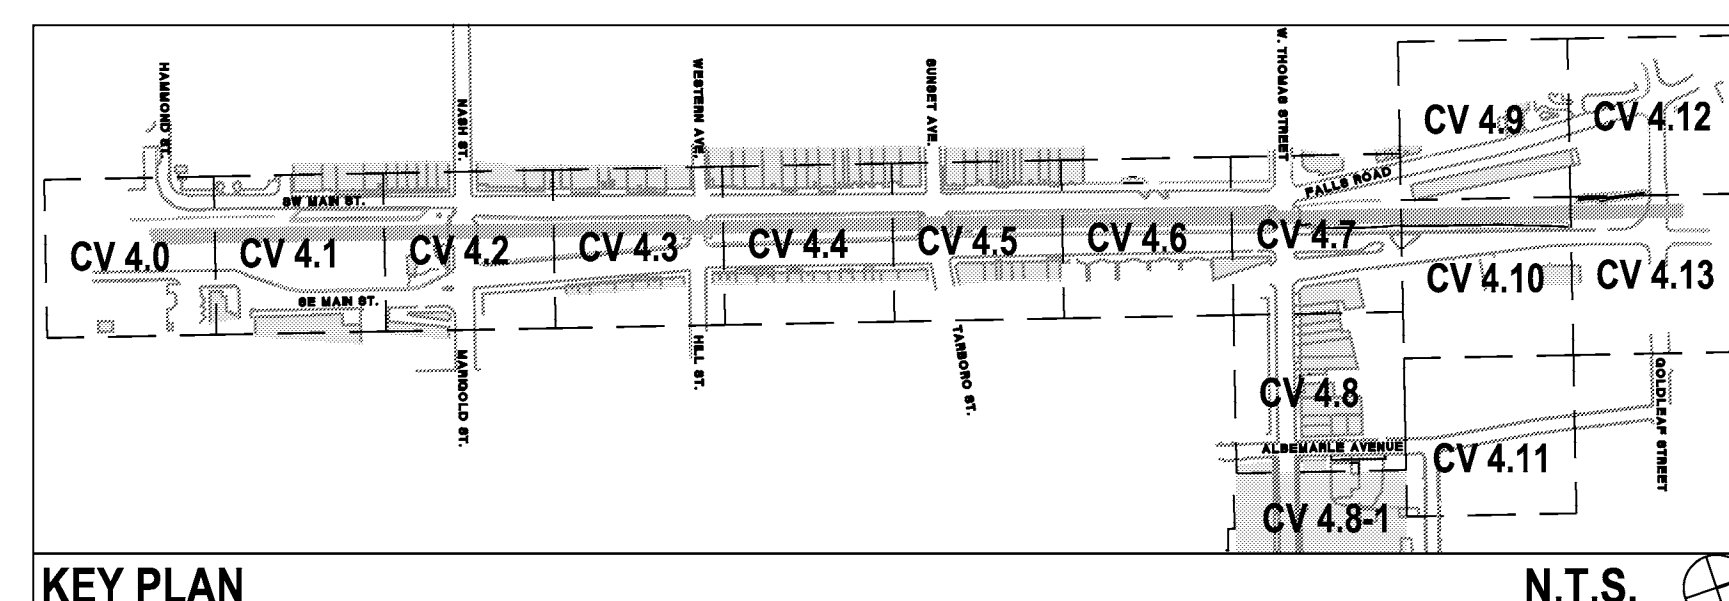 HAMMOND ST.
NASH ST.
WESTERN AVE.
SUNSET AVE.
W. THOMAS STREET
CV 4.9
CV 4.12
FALLS ROAD
SW MAIN ST.
CV 4.0
CV 4.1
CV 4.2
CV 4.3
CV 4.4
CV 4.5
CV 4.6
CV 4.7
CV 4.10
CV 4.13
SE MAIN ST.
MARIGOLD ST.
HILL ST.
TARBORO ST.
CV 4.8
GOLDLEAF STREET
ALBEMARLE AVENUE
CV 4.11
CV 4.8-1
KEY PLAN
N.T.S.